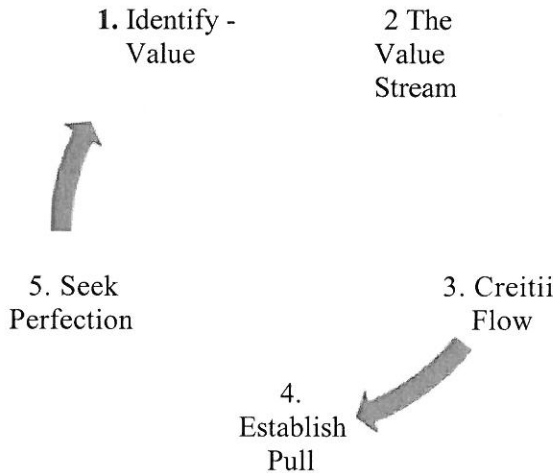 1. Identify -
Value
2 The
Value
Stream
3. Creitii
Flow
4.
Establish
Pull
5. Seek
Perfection